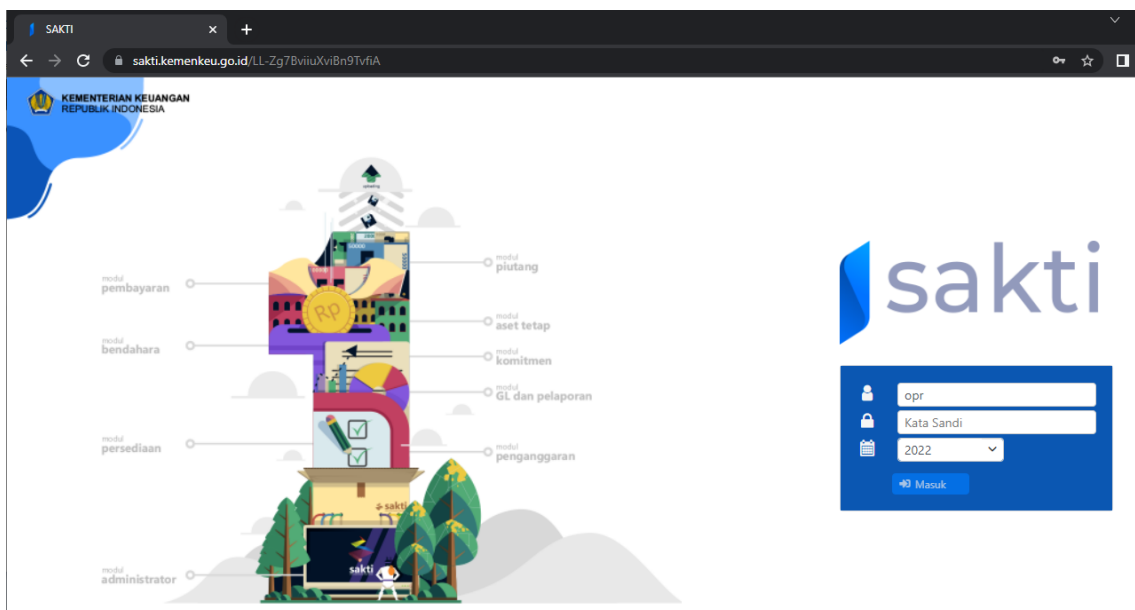 SAKTI
sakti.kemenkeu.go.id/LL-Zg7BviiuXviBn9TvfiA
KEMENTERIAN KEUANGAN
REPUBLIK INDONESIA
modul
pembayaran
modul
bendahara
modul
persediaan
modul
administrator
modul
piutang
modul
aset tetap
modul
komitmen
modul
GL dan pelaporan
modul
penganggaran
RP
sakti
sakti
sakti
opr
Kata Sandi
2022
Masuk